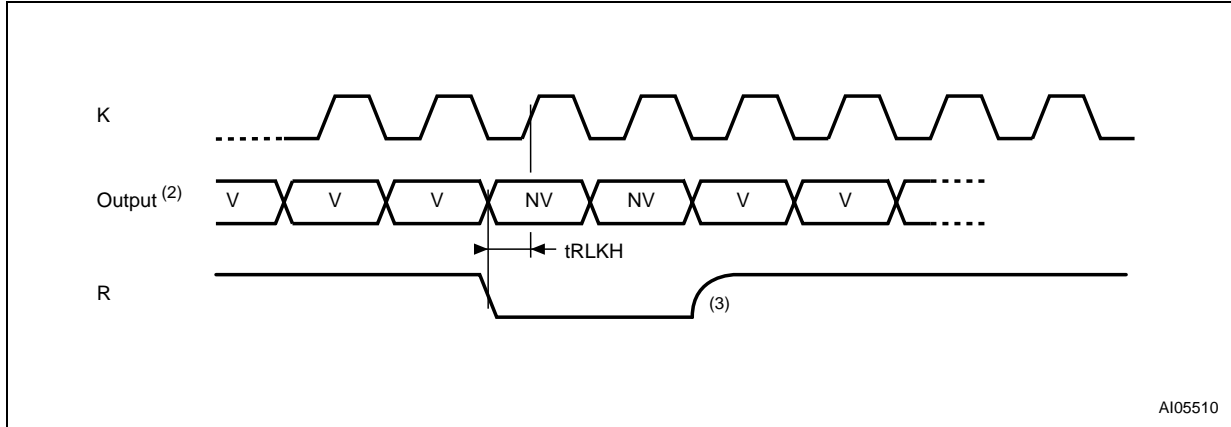 K
Output (2) V V V NV NV V V
tRLKH
R
(3)
AI05510